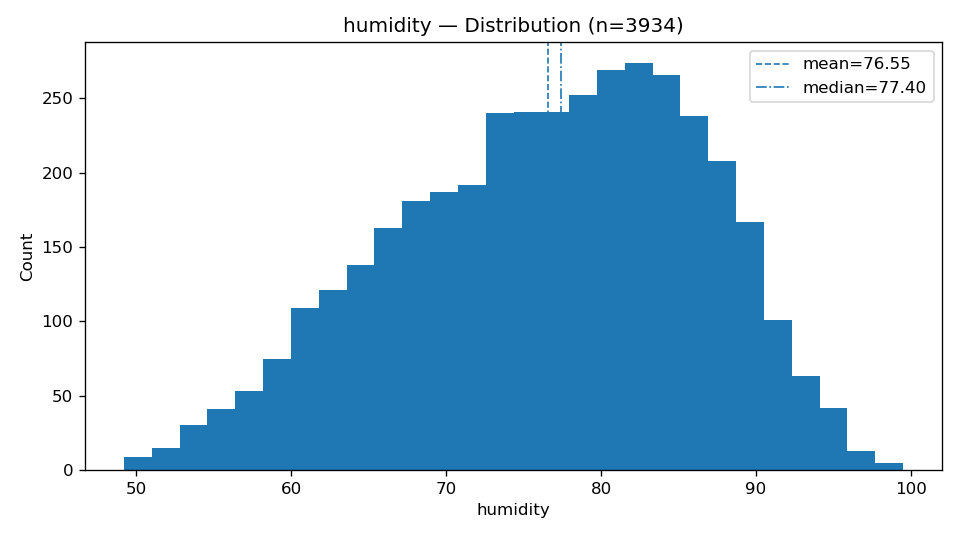 humidity — Distribution (n=3934)
mean=76.55
median=77.40
250
200
150
100
50
0
Count
50 60 70 80 90 100
humidity